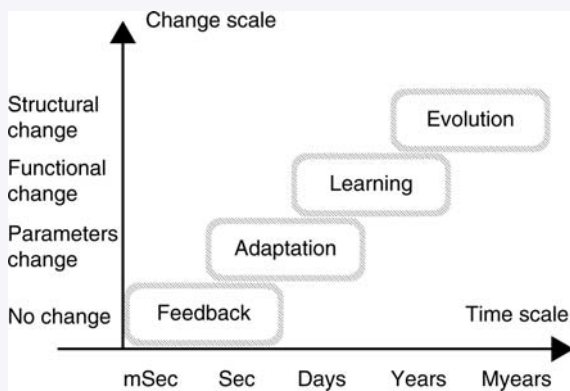 Change scale
Structural
change
Evolution
Functional
change
Learning
Parameters
change
Adaptation
No change
Feedback
Time scale
mSec Sec Days Years Myears